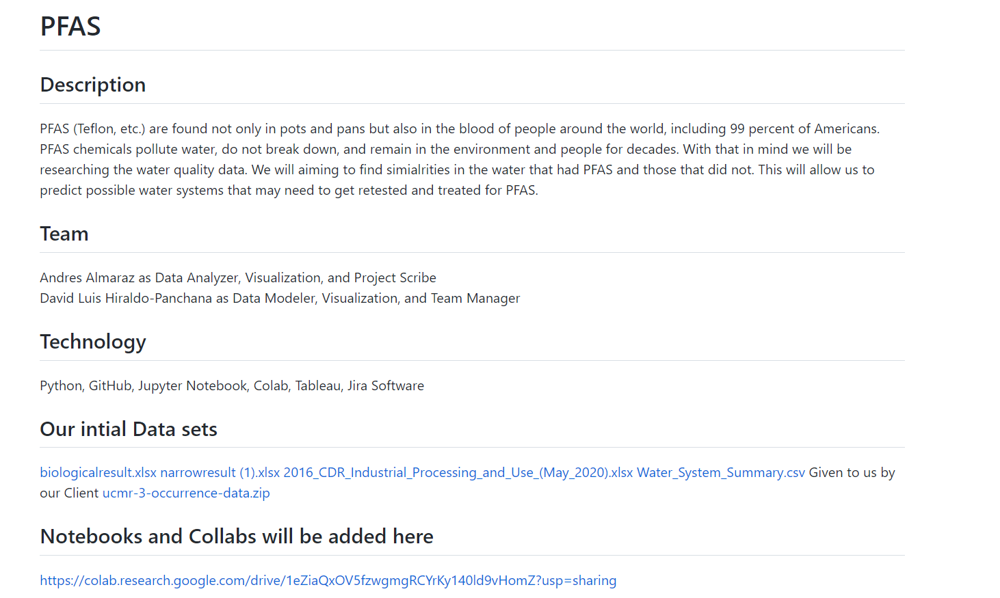 PFAS
Description
PFAS (Teflon, etc.) are found not only in pots and pans but also in the blood of people around the world, including 99 percent of Americans.
PFAS chemicals pollute water, do not break down, and remain in the environment and people for decades. With that in mind we will be
researching the water quality data. We will aiming to find simialrities in the water that had PFAS and those that did not. This will allow us to
predict possible water systems that may need to get retested and treated for PFAS.
Team
Andres Almaraz as Data Analyzer, Visualization, and Project Scribe
David Luis Hiraldo-Panchana as Data Modeler, Visualization, and Team Manager
Technology
Python, GitHub, Jupyter Notebook, Colab, Tableau, Jira Software
Our intial Data sets
biologicalresult.xlsx narrowresult (1).xlsx 2016_CDR_Industrial_Processing_and_Use_(May_2020).xlsx Water_System_Summary.csv Given to us by
our Client ucmr-3-occurrence-data.zip
Notebooks and Collabs will be added here
https://colab.research.google.com/drive/1eZiaQxOV5fzwgmgRCYrKy140ld9vHomZ?usp=sharing